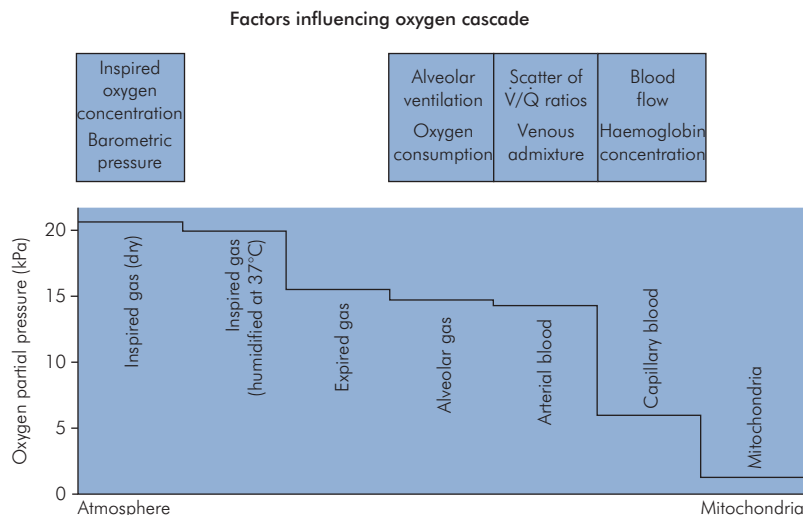 Factors influencing oxygen cascade
Inspired
oxygen
concentration
Barometric
pressure
Alveolar
ventilation
Oxygen
consumption
Scatter of
V̇/Q̇ ratios
Venous
admixture
Blood
flow
Haemoglobin
concentration
Oxygen partial pressure (kPa)
20
15
10
5
0
Inspired gas (dry)
Inspired gas
(humidified at 37°C)
Expired gas
Alveolar gas
Arterial blood
Capillary blood
Mitochondria
Atmosphere
Mitochondria